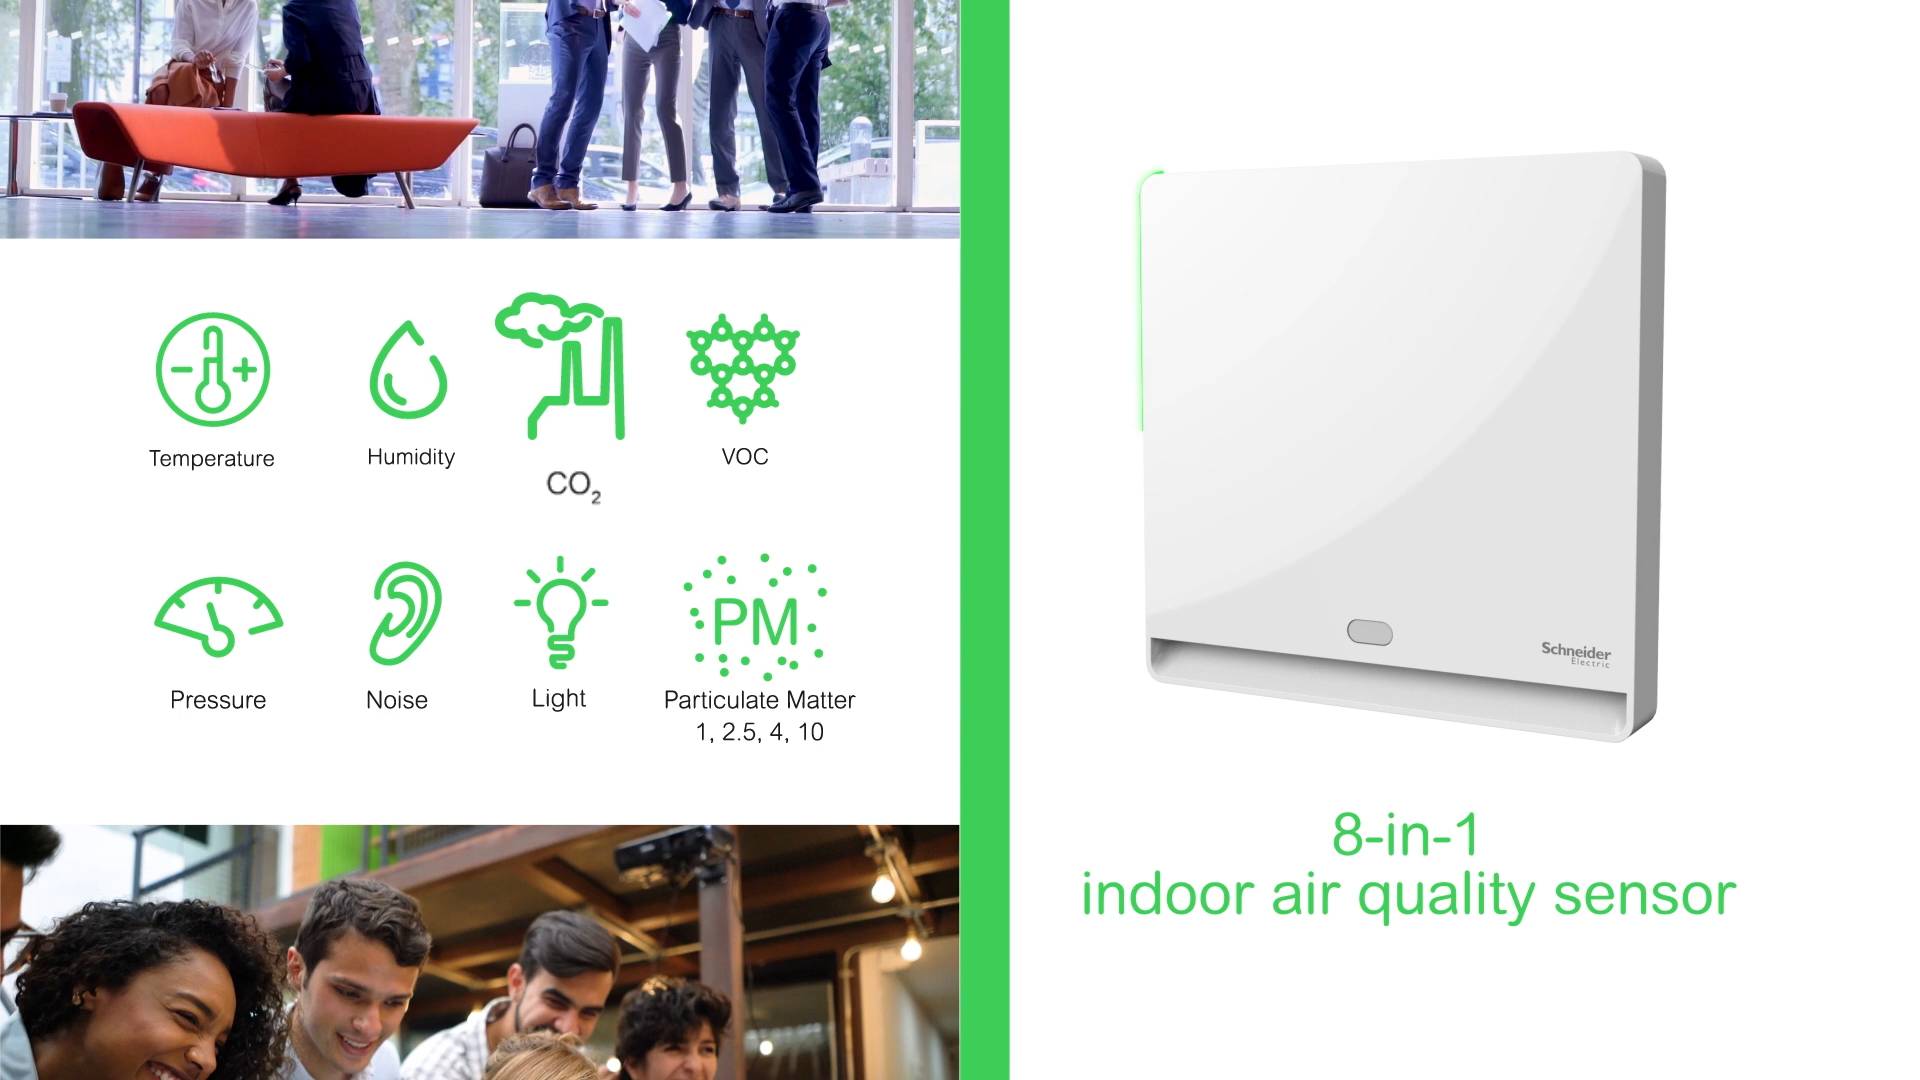 Temperature
Humidity
CO₂
VOC
Pressure
Noise
Light
PM
Particulate Matter
1, 2.5, 4, 10
Schneider
Electric
8-in-1
indoor air quality sensor